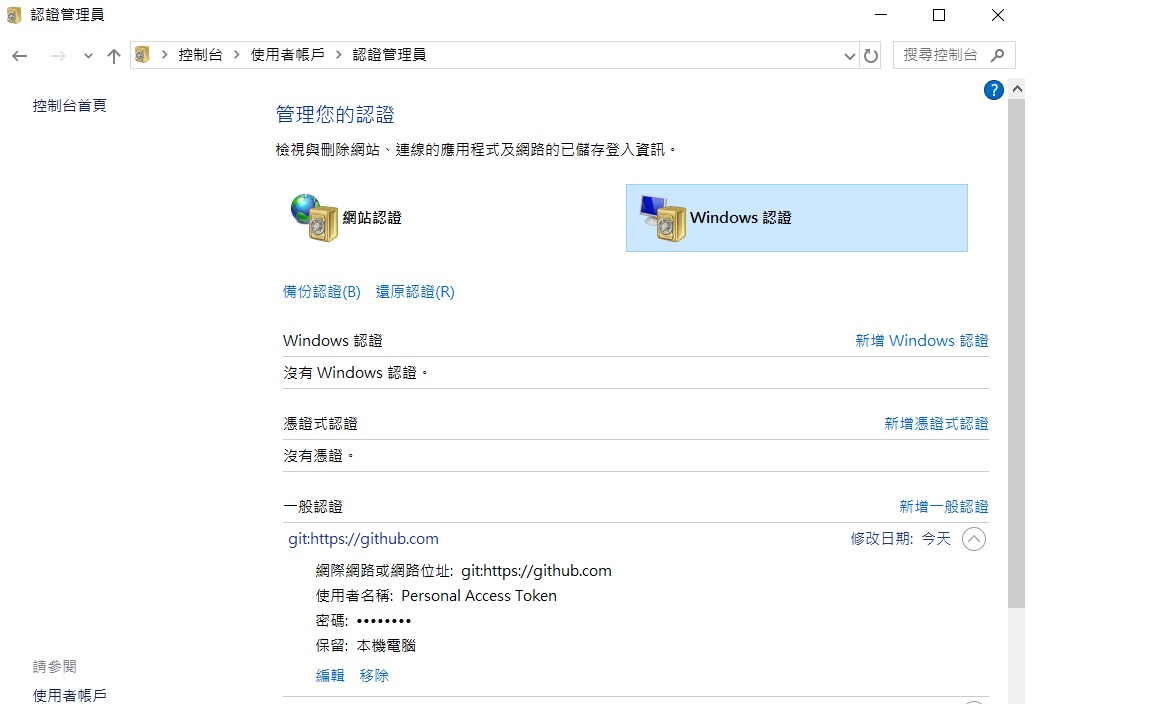 認證管理員
控制台 使用者帳戶 認證管理員
搜尋控制台
?
控制台首頁
管理您的認證
檢視與刪除網站、連線的應用程式及網路的已儲存登入資訊。
網站認證
Windows 認證
備份認證(B) 還原認證(R)
Windows 認證 新增 Windows 認證
沒有 Windows 認證。
憑證式認證 新增憑證式認證
沒有憑證。
一般認證 新增一般認證
git:https://github.com 修改日期: 今天
網際網路或網路位址: git:https://github.com
使用者名稱: Personal Access Token
密碼: ••••••••
保留: 本機電腦
編輯 移除
請參閱
使用者帳戶